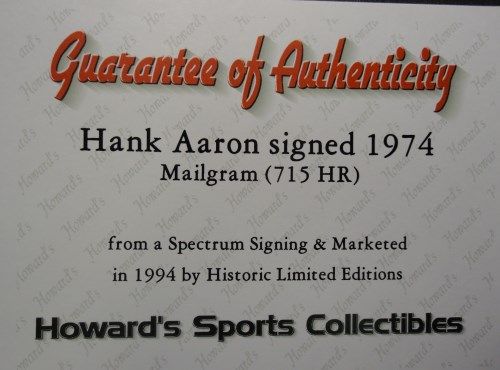 Guarantee of Authenticity
Hank Aaron signed 1974
Mailgram (715 HR)
from a Spectrum Signing & Marketed
in 1994 by Historic Limited Editions
Howard's Sports Collectibles